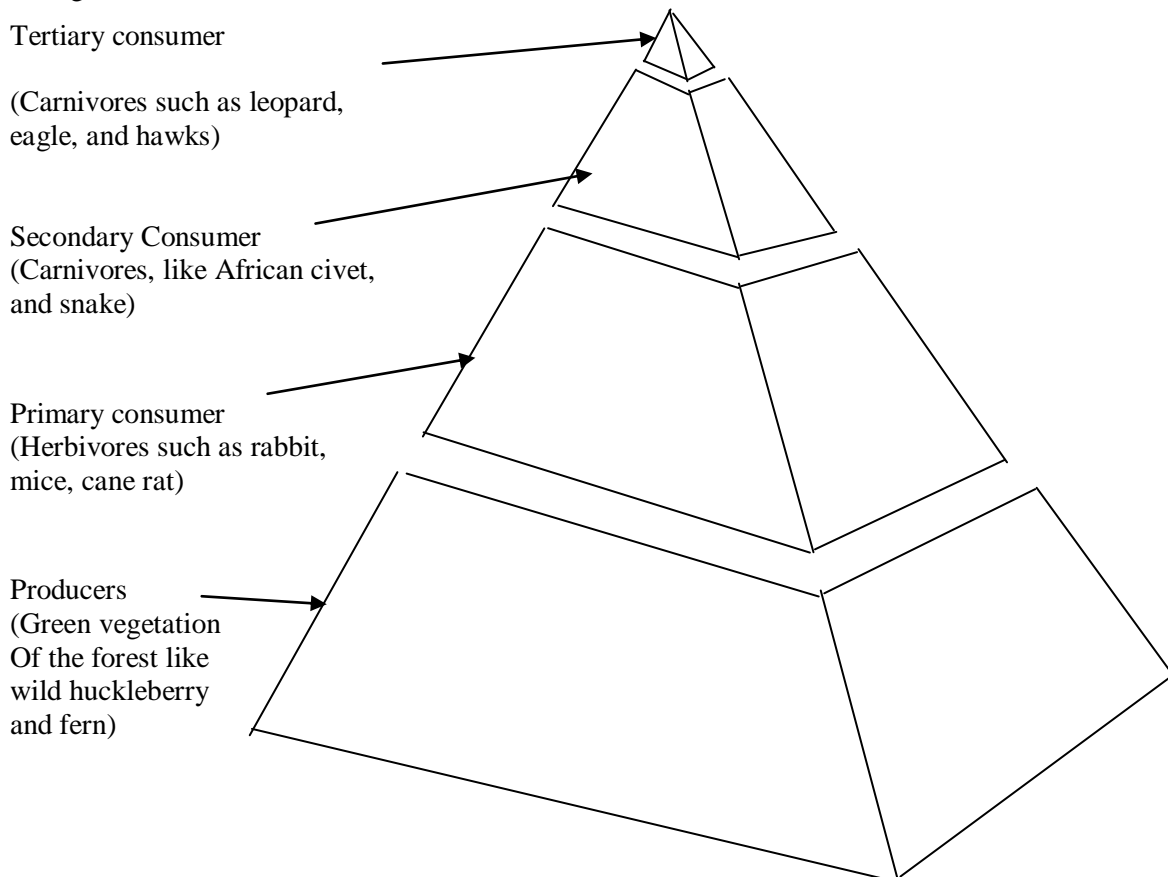 Tertiary consumer
(Carnivores such as leopard,
eagle, and hawks)
Secondary Consumer
(Carnivores, like African civet,
and snake)
Primary consumer
(Herbivores such as rabbit,
mice, cane rat)
Producers
(Green vegetation
Of the forest like
wild huckleberry
and fern)